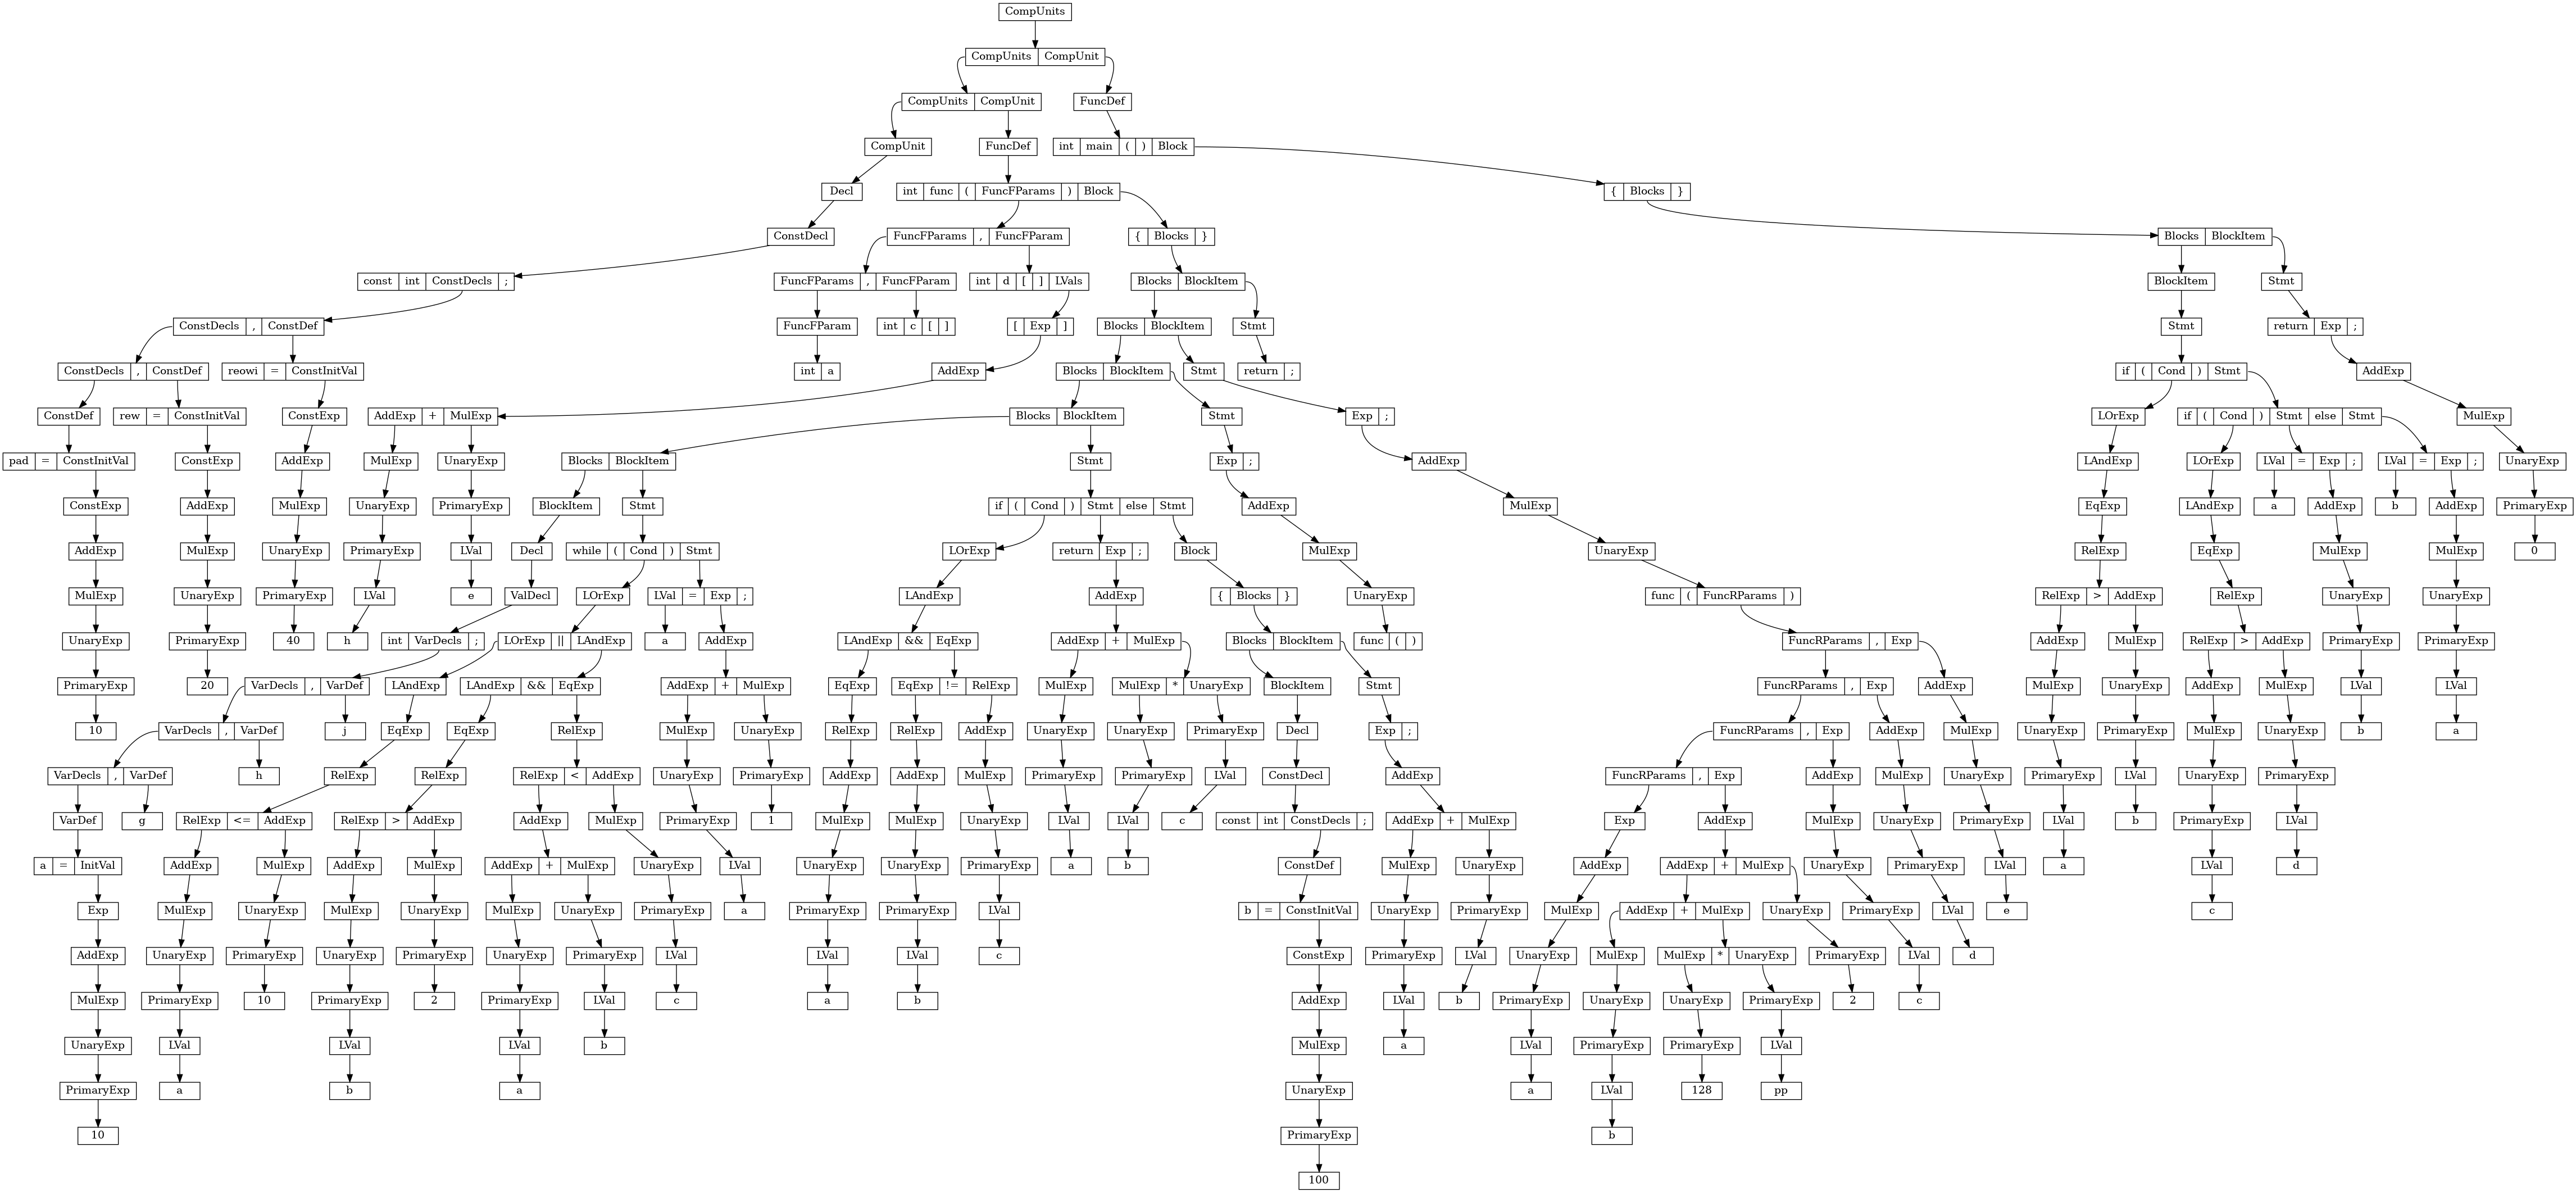 CompUnits
CompUnits CompUnit
CompUnits CompUnit FuncDef
CompUnit FuncDef int main ( ) Block
Decl int func ( FuncFParams ) Block { Blocks }
ConstDecl FuncFParams , FuncFParam { Blocks } Blocks BlockItem
const int ConstDecls ; FuncFParams , FuncFParam int d [ ] LVals Blocks BlockItem BlockItem Stmt
ConstDecls , ConstDef FuncFParam int c [ ] [ Exp ] Blocks BlockItem Stmt Stmt return Exp ;
ConstDecls , ConstDef reowi = ConstInitVal int a AddExp Blocks BlockItem Stmt return ; if ( Cond ) Stmt AddExp
ConstDef rew = ConstInitVal ConstExp AddExp + MulExp Blocks BlockItem Stmt Exp ; LOrExp if ( Cond ) Stmt else Stmt MulExp
pad = ConstInitVal ConstExp AddExp MulExp UnaryExp Blocks BlockItem Stmt Exp ; AddExp LAndExp LOrExp LVal = Exp ; LVal = Exp ; UnaryExp
ConstExp AddExp MulExp UnaryExp PrimaryExp BlockItem Stmt if ( Cond ) Stmt else Stmt AddExp MulExp EqExp LAndExp a AddExp b AddExp PrimaryExp
AddExp MulExp UnaryExp PrimaryExp LVal Decl while ( Cond ) Stmt LOrExp return Exp ; Block MulExp UnaryExp RelExp EqExp MulExp MulExp 0
MulExp UnaryExp PrimaryExp LVal e ValDecl LOrExp LVal = Exp ; LAndExp AddExp { Blocks } UnaryExp func ( FuncRParams ) RelExp > AddExp RelExp UnaryExp UnaryExp
UnaryExp PrimaryExp 40 h int VarDecls ; LOrExp || LAndExp a AddExp LAndExp && EqExp AddExp + MulExp Blocks BlockItem func ( ) FuncRParams , Exp AddExp MulExp RelExp > AddExp PrimaryExp PrimaryExp
PrimaryExp 20 VarDecls , VarDef LAndExp LAndExp && EqExp AddExp + MulExp EqExp EqExp != RelExp MulExp MulExp * UnaryExp BlockItem Stmt FuncRParams , Exp AddExp MulExp UnaryExp AddExp MulExp LVal LVal
10 VarDecls , VarDef j EqExp EqExp RelExp MulExp UnaryExp RelExp RelExp AddExp UnaryExp UnaryExp PrimaryExp Decl Exp ; FuncRParams , Exp AddExp MulExp UnaryExp PrimaryExp MulExp UnaryExp b a
VarDecls , VarDef h RelExp RelExp RelExp < AddExp UnaryExp PrimaryExp AddExp AddExp MulExp PrimaryExp PrimaryExp LVal ConstDecl AddExp FuncRParams , Exp AddExp MulExp UnaryExp PrimaryExp LVal UnaryExp PrimaryExp
VarDef g RelExp <= AddExp RelExp > AddExp AddExp MulExp PrimaryExp 1 MulExp MulExp UnaryExp LVal LVal c const int ConstDecls ; AddExp + MulExp Exp AddExp MulExp UnaryExp PrimaryExp LVal b PrimaryExp LVal
a = InitVal AddExp MulExp AddExp MulExp AddExp + MulExp UnaryExp LVal UnaryExp UnaryExp PrimaryExp a b ConstDef MulExp UnaryExp AddExp AddExp + MulExp UnaryExp PrimaryExp LVal a LVal d
Exp MulExp UnaryExp MulExp UnaryExp MulExp UnaryExp PrimaryExp a PrimaryExp PrimaryExp LVal b = ConstInitVal UnaryExp PrimaryExp MulExp AddExp + MulExp UnaryExp PrimaryExp LVal e c
AddExp UnaryExp PrimaryExp UnaryExp PrimaryExp UnaryExp PrimaryExp LVal LVal LVal c ConstExp PrimaryExp LVal UnaryExp MulExp MulExp * UnaryExp PrimaryExp LVal d
MulExp PrimaryExp 10 PrimaryExp 2 PrimaryExp LVal c a b AddExp LVal b PrimaryExp UnaryExp UnaryExp PrimaryExp 2 c
UnaryExp LVal LVal LVal b MulExp a LVal PrimaryExp PrimaryExp LVal
PrimaryExp a b a UnaryExp a LVal 128 pp
10 PrimaryExp b
100